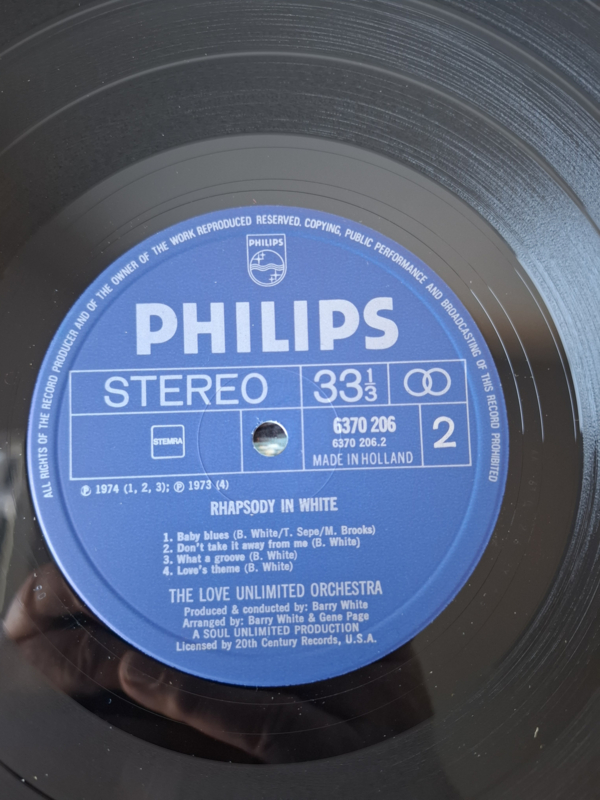 ALL RIGHTS OF THE RECORD PRODUCER AND OF THE OWNER OF THE WORK REPRODUCED RESERVED. COPYING, PUBLIC PERFORMANCE AND BROADCASTING OF THIS RECORD PROHIBITED
PHILIPS
PHILIPS
STEREO 33 1/3
STEMRA 6370 206 2
6370 206.2
MADE IN HOLLAND
℗ 1974 (1, 2, 3); ℗ 1973 (4)
RHAPSODY IN WHITE
1. Baby blues (B. White/T. Sepe/M. Brooks)
2. Don't take it away from me (B. White)
3. What a groove (B. White)
4. Love's theme (B. White)
THE LOVE UNLIMITED ORCHESTRA
Produced & conducted by: Barry White
Arranged by: Barry White & Gene Page
A SOUL UNLIMITED PRODUCTION
Licensed by 20th Century Records, U.S.A.